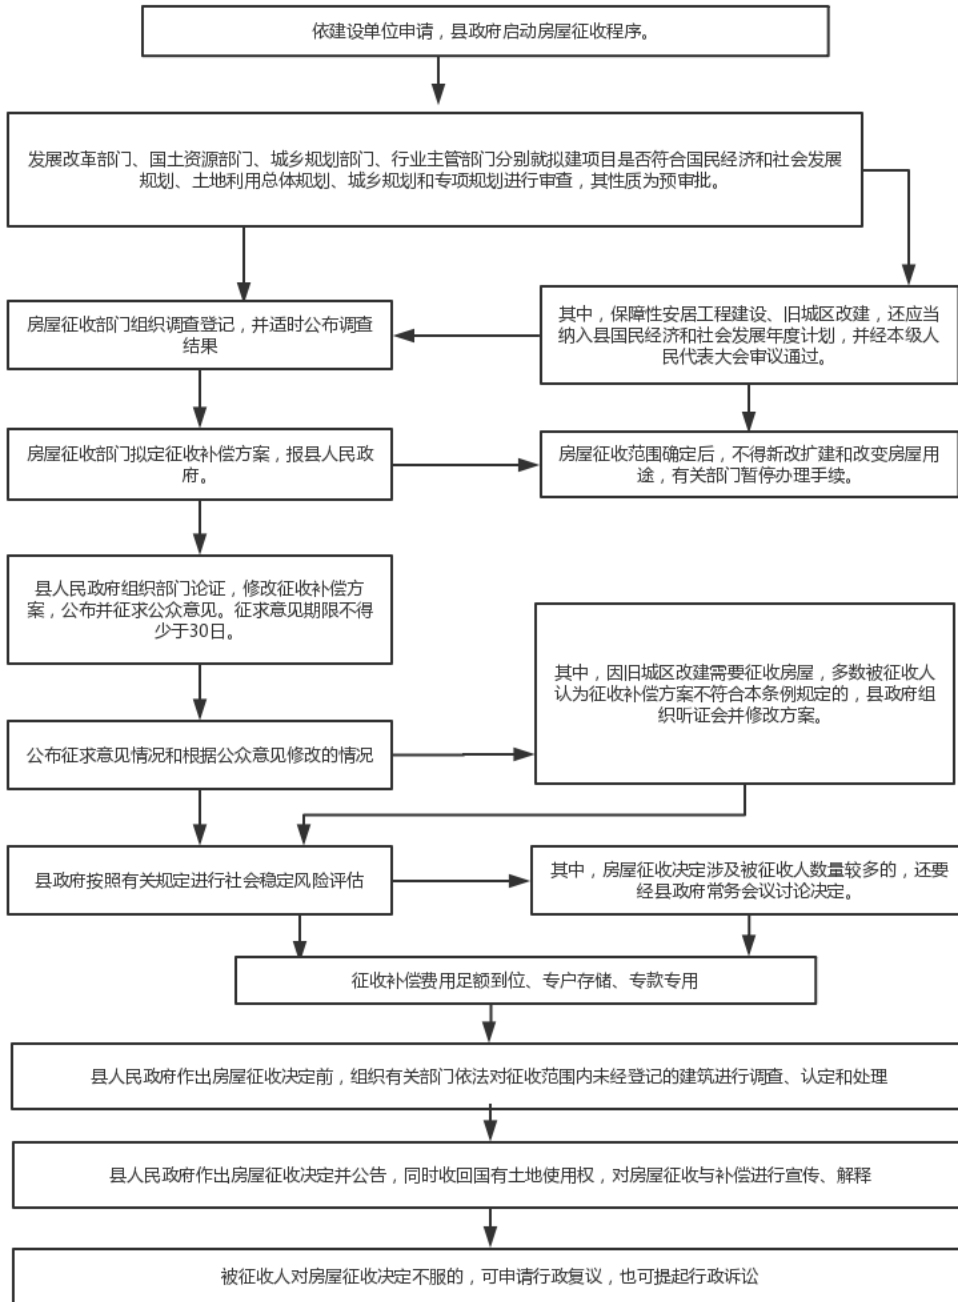 依建设单位申请，县政府启动房屋征收程序。
发展改革部门、国土资源部门、城乡规划部门、行业主管部门分别就拟建项目是否符合国民经济和社会发展
规划、土地利用总体规划、城乡规划和专项规划进行审查，其性质为预审批。
房屋征收部门组织调查登记，并适时公布调查
结果
其中，保障性安居工程建设、旧城区改建，还应当
纳入县国民经济和社会发展年度计划，并经本级人
民代表大会审议通过。
房屋征收部门拟定征收补偿方案，报县人民政
府。
房屋征收范围确定后，不得新改扩建和改变房屋用
途，有关部门暂停办理手续。
县人民政府组织部门论证，修改征收补偿方
案，公布并征求公众意见。征求意见期限不得
少于30日。
其中，因旧城区改建需要征收房屋，多数被征收人
认为征收补偿方案不符合本条例规定的，县政府组
织听证会并修改方案。
公布征求意见情况和根据公众意见修改的情况
县政府按照有关规定进行社会稳定风险评估
其中，房屋征收决定涉及被征收人数量较多的，还要
经县政府常务会议讨论决定。
征收补偿费用足额到位、专户存储、专款专用
县人民政府作出房屋征收决定前，组织有关部门依法对征收范围内未经登记的建筑进行调查、认定和处理
县人民政府作出房屋征收决定并公告，同时收回国有土地使用权，对房屋征收与补偿进行宣传、解释
被征收人对房屋征收决定不服的，可申请行政复议，也可提起行政诉讼